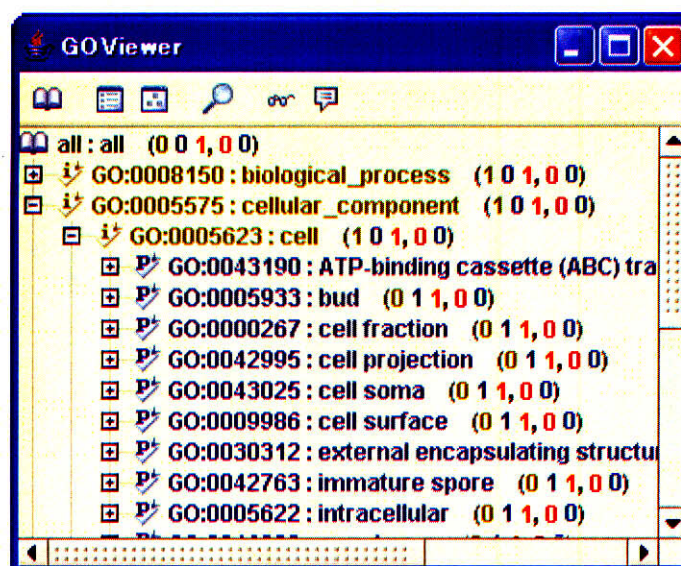 GOViewer
all : all (0 0 1, 0 0)
GO:0008150 : biological_process (1 0 1, 0 0)
GO:0005575 : cellular_component (1 0 1, 0 0)
GO:0005623 : cell (1 0 1, 0 0)
GO:0043190 : ATP-binding cassette (ABC) tra
GO:0005933 : bud (0 1 1, 0 0)
GO:0000267 : cell fraction (0 1 1, 0 0)
GO:0042995 : cell projection (0 1 1, 0 0)
GO:0043025 : cell soma (0 1 1, 0 0)
GO:0009986 : cell surface (0 1 1, 0 0)
GO:0030312 : external encapsulating structu
GO:0042763 : immature spore (0 1 1, 0 0)
GO:0005622 : intracellular (0 1 1, 0 0)